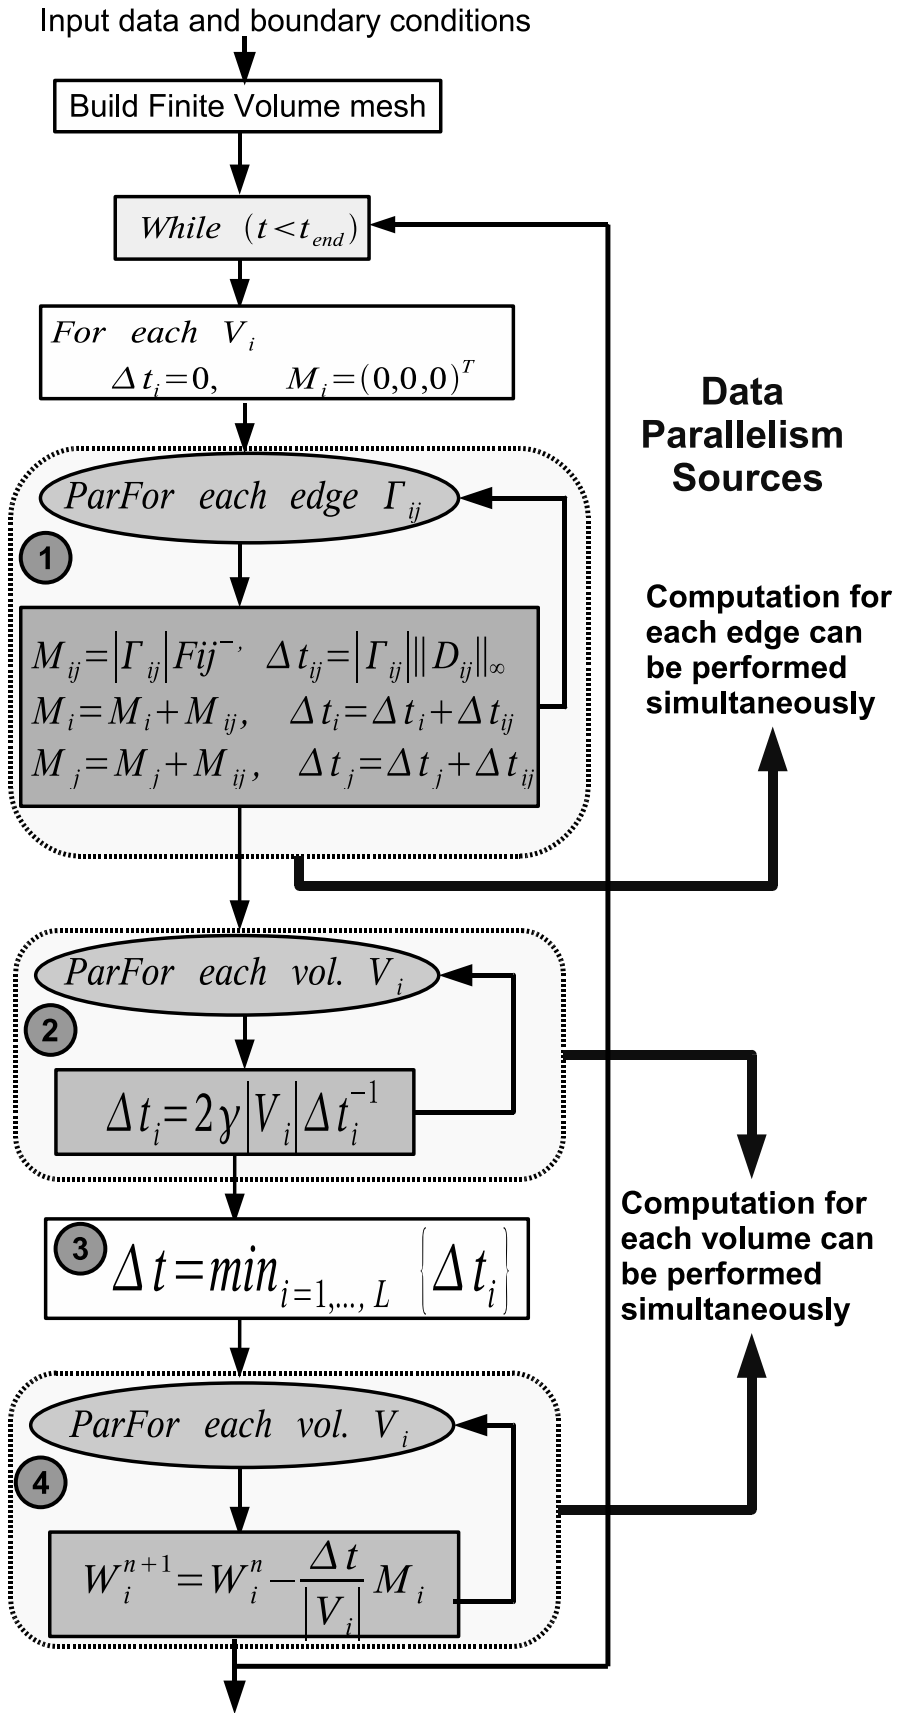 Input data and boundary conditions
Build Finite Volume mesh
While (t<t_end)
For each V_i
Δt_i=0, M_i=(0,0,0)^T
Data
Parallelism
Sources
ParFor each edge Γ_ij
1
Computation for
each edge can
be performed
simultaneously
M_ij=|Γ_ij|Fij^-, Δt_ij=|Γ_ij|‖D_ij‖_∞
M_i=M_i+M_ij, Δt_i=Δt_i+Δt_ij
M_j=M_j+M_ij, Δt_j=Δt_j+Δt_ij
ParFor each vol. V_i
2
Δt_i=2γ|V_i|Δt_i^-1
Computation for
each volume can
be performed
simultaneously
3
Δt=min_i=1,..., L {Δt_i}
ParFor each vol. V_i
4
W_i^n+1=W_i^n-Δt/|V_i| M_i